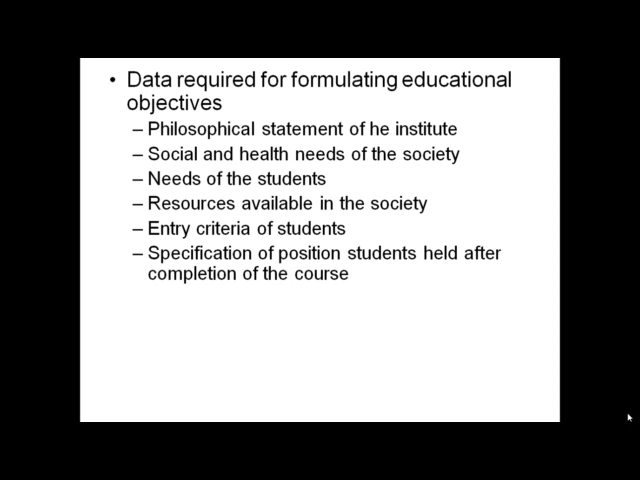 • Data required for formulating educational
objectives
– Philosophical statement of he institute
– Social and health needs of the society
– Needs of the students
– Resources available in the society
– Entry criteria of students
– Specification of position students held after
completion of the course